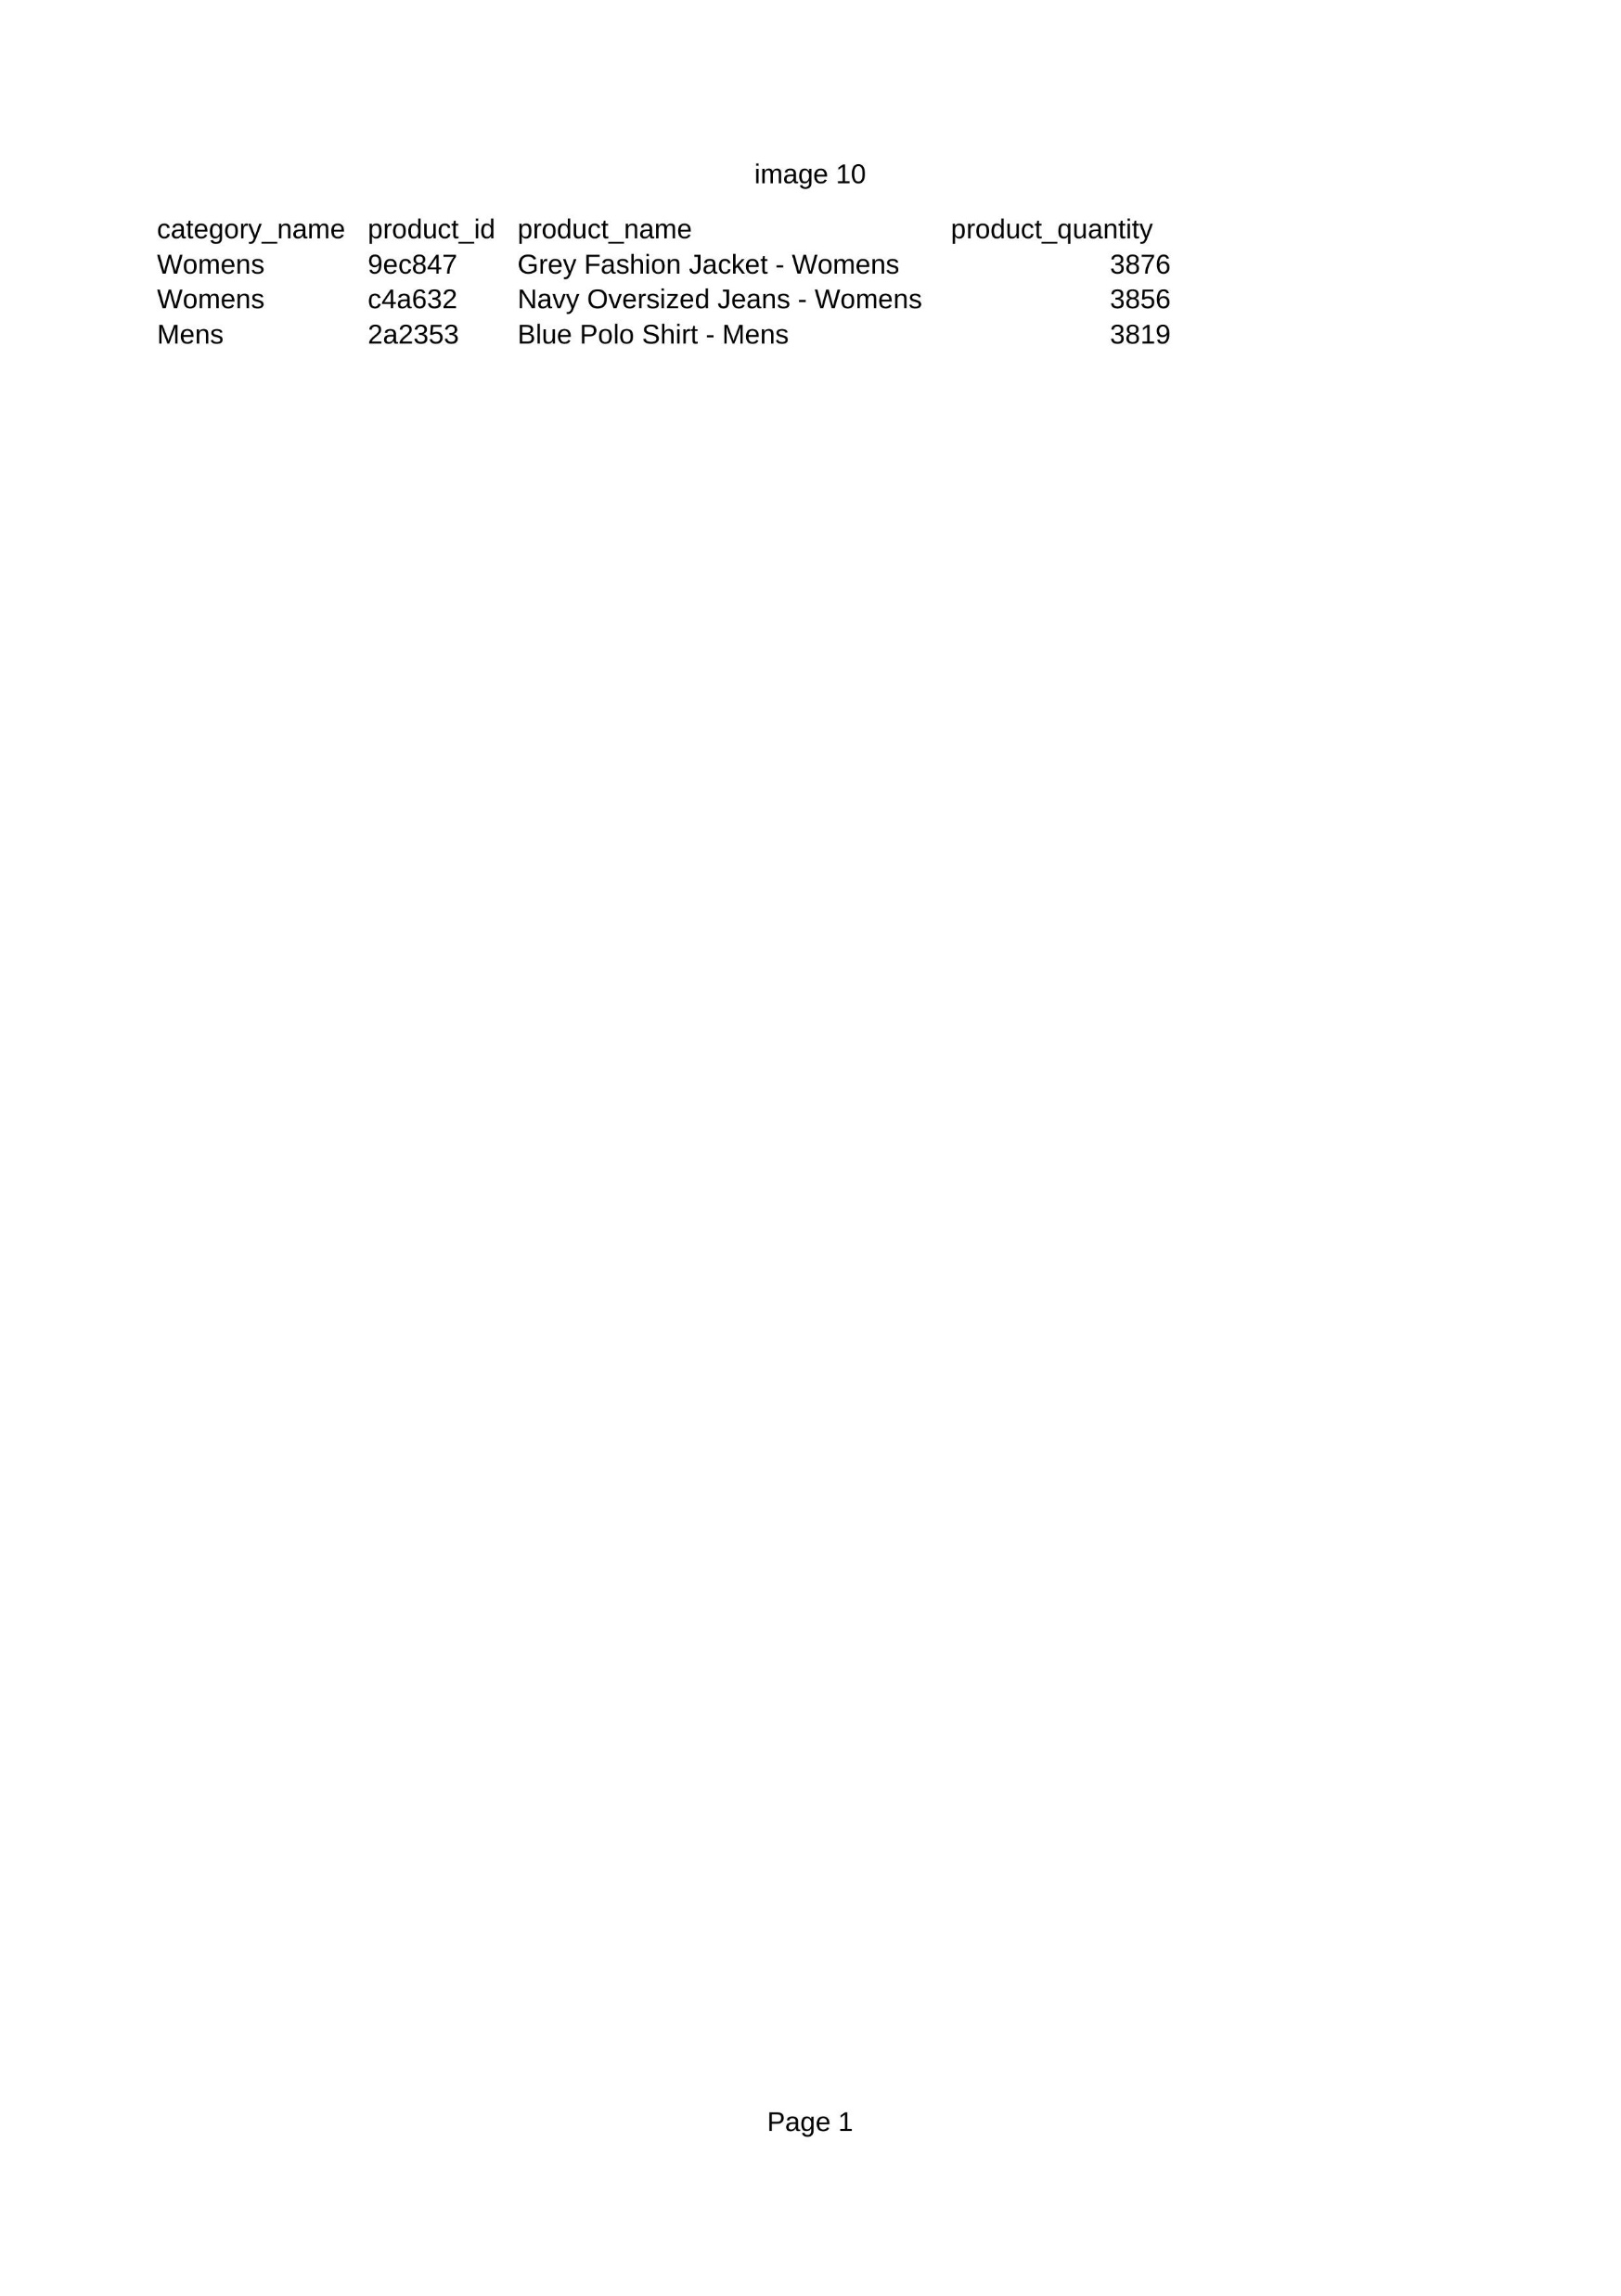 image 10
category_name product_id product_name product_quantity
Womens 9ec847 Grey Fashion Jacket - Womens 3876
Womens c4a632 Navy Oversized Jeans - Womens 3856
Mens 2a2353 Blue Polo Shirt - Mens 3819
Page 1